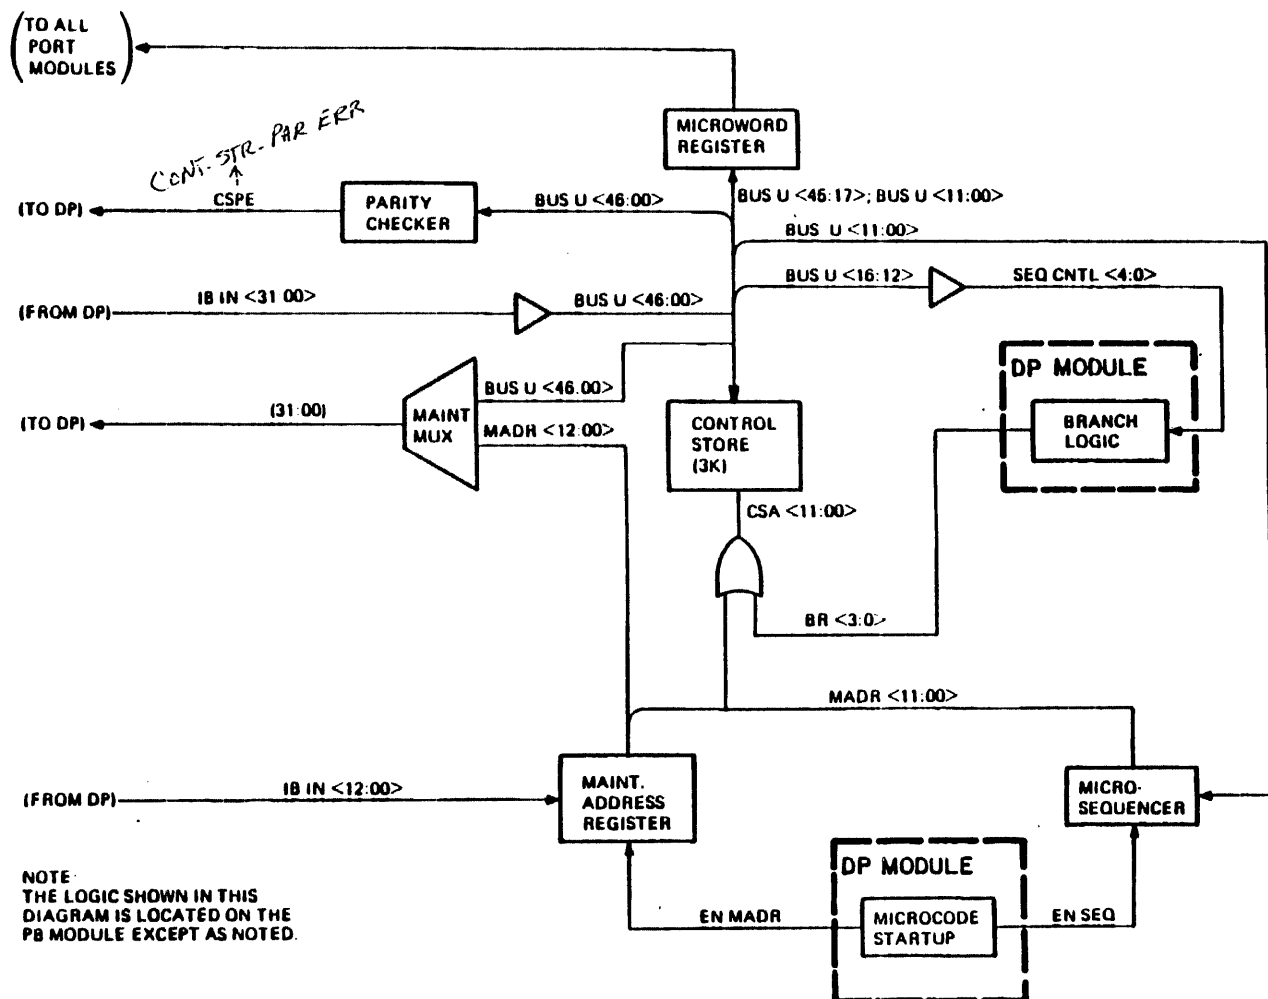 (TO ALL
PORT
MODULES)
MICROWORD
REGISTER
CONT. STR. PAR ERR
(TO DP)
CSPE
PARITY
CHECKER
BUS U <46:00>
BUS U <45:17>; BUS U <11:00>
BUS U <11:00>
BUS U <16:12>
SEQ CNTL <4:0>
(FROM DP)
IB IN <31 00>
BUS U <46:00>
DP MODULE
BRANCH
LOGIC
(TO DP)
(31:00)
MAINT
MUX
BUS U <46.00>
MADR <12:00>
CONTROL
STORE
(3K)
CSA <11:00>
BR <3:0>
MADR <11:00>
(FROM DP)
IB IN <12:00>
MAINT.
ADDRESS
REGISTER
MICRO-
SEQUENCER
DP MODULE
EN MADR
MICROCODE
STARTUP
EN SEQ
NOTE
THE LOGIC SHOWN IN THIS
DIAGRAM IS LOCATED ON THE
PB MODULE EXCEPT AS NOTED.